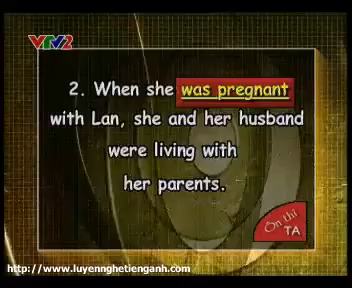 VTV2
2. When she was pregnant
with Lan, she and her husband
were living with
her parents.
Ôn thi
TA
http://www.luyennghetienganh.com